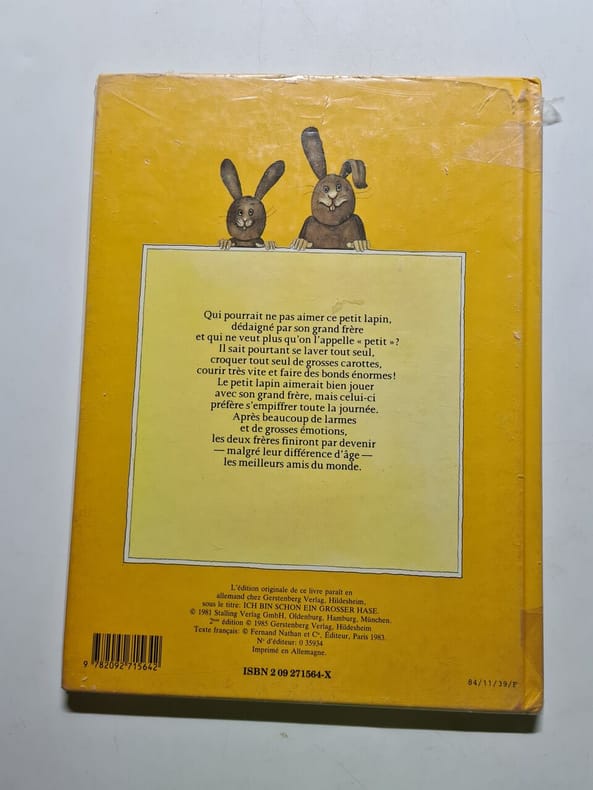 Qui pourrait ne pas aimer ce petit lapin,
dédaigné par son grand frère
et qui ne veut plus qu'on l'appelle « petit »?
Il sait pourtant se laver tout seul,
croquer tout seul de grosses carottes,
courir très vite et faire des bonds énormes!
Le petit lapin aimerait bien jouer
avec son grand frère, mais celui-ci
préfère s'empiffrer toute la journée.
Après beaucoup de larmes
et de grosses émotions,
les deux frères finiront par devenir
— malgré leur différence d'âge —
les meilleurs amis du monde.
L'édition originale de ce livre paraît en
allemand chez Gerstenberg Verlag, Hildesheim,
sous le titre: ICH BIN SCHON EIN GROSSER HASE.
© 1981 Stalling Verlag GmbH, Oldenburg, Hamburg, München.
2me édition © 1985 Gerstenberg Verlag, Hildesheim
Texte français: © Fernand Nathan et Cie, Éditeur, Paris 1983.
N° d'éditeur: 0 35934
Imprimé en Allemagne.
ISBN 2 09 271564-X
9 782092 715642
84/11/39/F